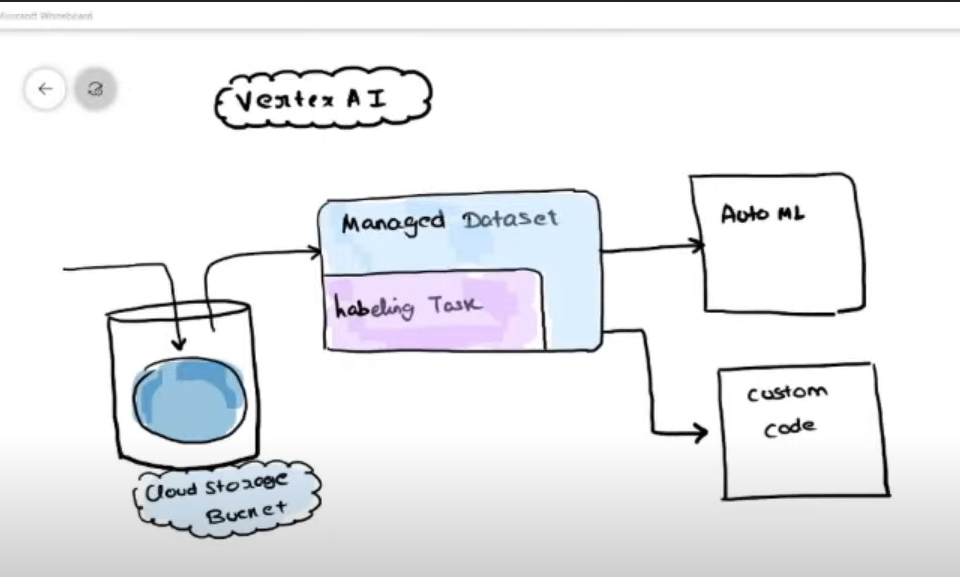 Microsoft Whiteboard
Vertex AI
Managed Dataset
Labeling Task
Auto ML
Custom
Code
Cloud Storage
Bucket